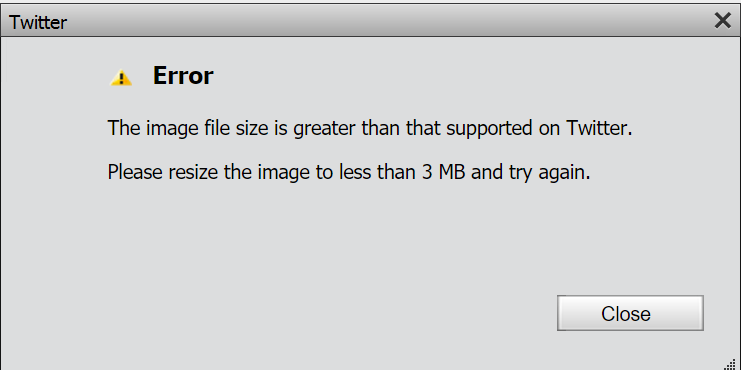 Twitter
Error
The image file size is greater than that supported on Twitter.
Please resize the image to less than 3 MB and try again.
Close